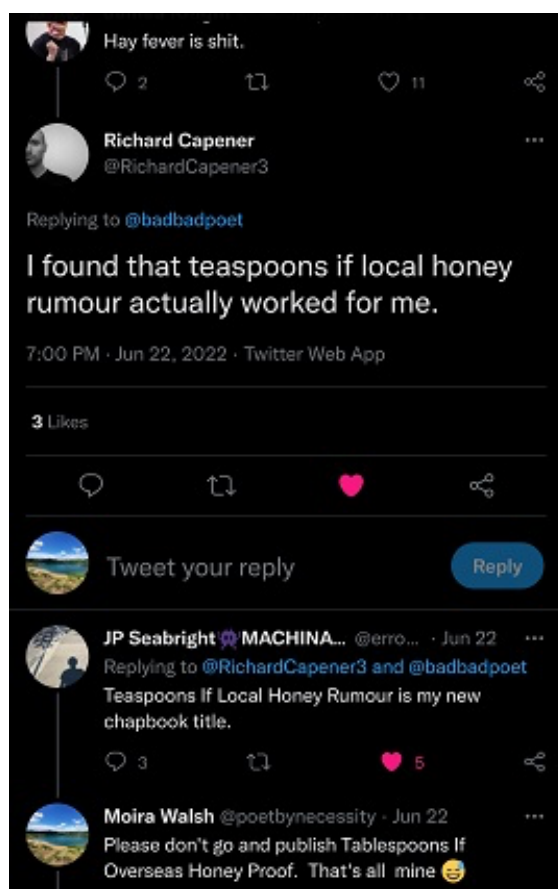 Hay fever is shit.
2 11
Richard Capener
@RichardCapener3
Replying to @badbadpoet
I found that teaspoons if local honey
rumour actually worked for me.
7:00 PM · Jun 22, 2022 · Twitter Web App
3 Likes
Tweet your reply
Reply
JP Seabright👾MACHINA... @erro... · Jun 22
Replying to @RichardCapener3 and @badbadpoet
Teaspoons If Local Honey Rumour is my new
chapbook title.
3 5
Moira Walsh @poetbynecessity · Jun 22
Please don't go and publish Tablespoons If
Overseas Honey Proof. That's all mine 😅